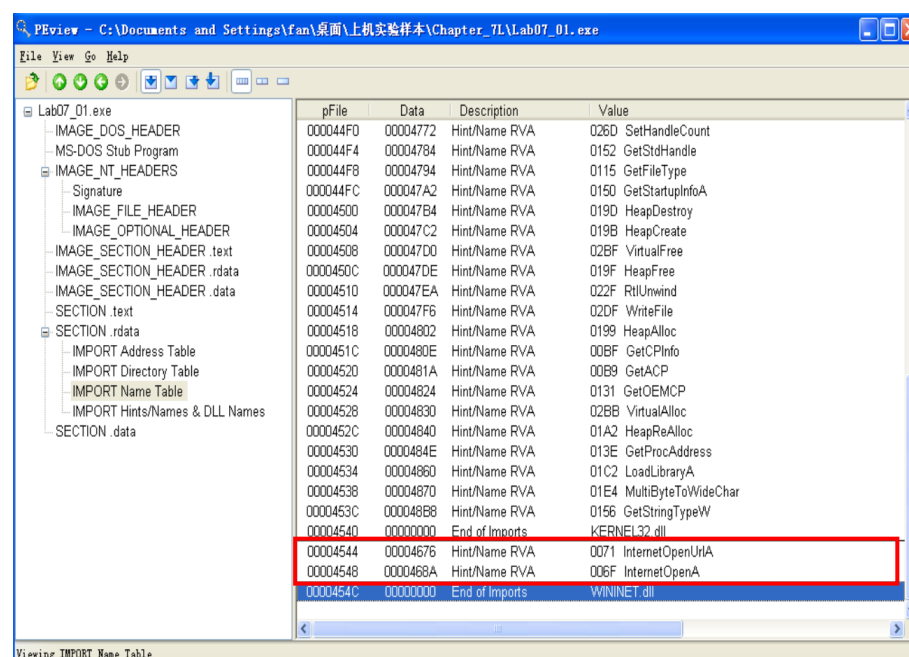 PEview - C:\Documents and Settings\fan\桌面\上机实验样本\Chapter_7L\Lab07_01.exe
File View Go Help
Lab07_01.exe
IMAGE_DOS_HEADER
MS-DOS Stub Program
IMAGE_NT_HEADERS
Signature
IMAGE_FILE_HEADER
IMAGE_OPTIONAL_HEADER
IMAGE_SECTION_HEADER .text
IMAGE_SECTION_HEADER .rdata
IMAGE_SECTION_HEADER .data
SECTION .text
SECTION .rdata
IMPORT Address Table
IMPORT Directory Table
IMPORT Name Table
IMPORT Hints/Names & DLL Names
SECTION .data
pFile Data Description Value
000044F0 00004772 Hint/Name RVA 026D SetHandleCount
000044F4 00004784 Hint/Name RVA 0152 GetStdHandle
000044F8 00004794 Hint/Name RVA 0115 GetFileType
000044FC 000047A2 Hint/Name RVA 0150 GetStartupInfoA
00004500 000047B4 Hint/Name RVA 019D HeapDestroy
00004504 000047C2 Hint/Name RVA 019B HeapCreate
00004508 000047D0 Hint/Name RVA 02BF VirtualFree
0000450C 000047DE Hint/Name RVA 019F HeapFree
00004510 000047EA Hint/Name RVA 022F RtlUnwind
00004514 000047F6 Hint/Name RVA 02DF WriteFile
00004518 00004802 Hint/Name RVA 0199 HeapAlloc
0000451C 0000480E Hint/Name RVA 00BF GetCPInfo
00004520 0000481A Hint/Name RVA 00B9 GetACP
00004524 00004824 Hint/Name RVA 0131 GetOEMCP
00004528 00004830 Hint/Name RVA 02BB VirtualAlloc
0000452C 00004840 Hint/Name RVA 01A2 HeapReAlloc
00004530 0000484E Hint/Name RVA 013E GetProcAddress
00004534 00004860 Hint/Name RVA 01C2 LoadLibraryA
00004538 00004870 Hint/Name RVA 01E4 MultiByteToWideChar
0000453C 000048B8 Hint/Name RVA 0156 GetStringTypeW
00004540 00000000 End of Imports KERNEL32.dll
00004544 00004676 Hint/Name RVA 0071 InternetOpenUrlA
00004548 0000468A Hint/Name RVA 006F InternetOpenA
0000454C 00000000 End of Imports WININET.dll
Viewing IMPORT Name Table